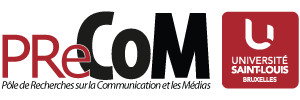 PReCoM
Pôle de Recherches sur la Communication et les Médias
UNIVERSITÉ
SAINT-LOUIS
BRUXELLES